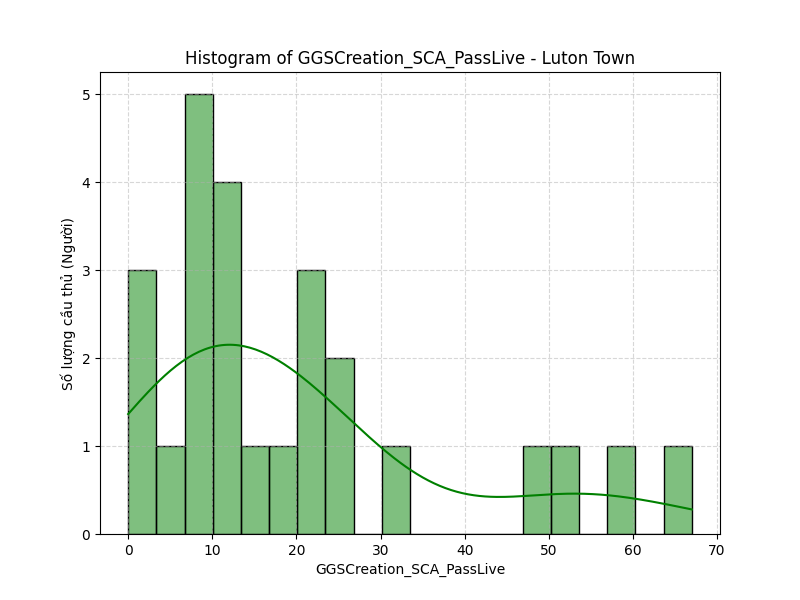 Histogram of GGSCreation_SCA_PassLive - Luton Town
Số lượng cầu thủ (Người)
5
4
3
2
1
0
0 10 20 30 40 50 60 70
GGSCreation_SCA_PassLive